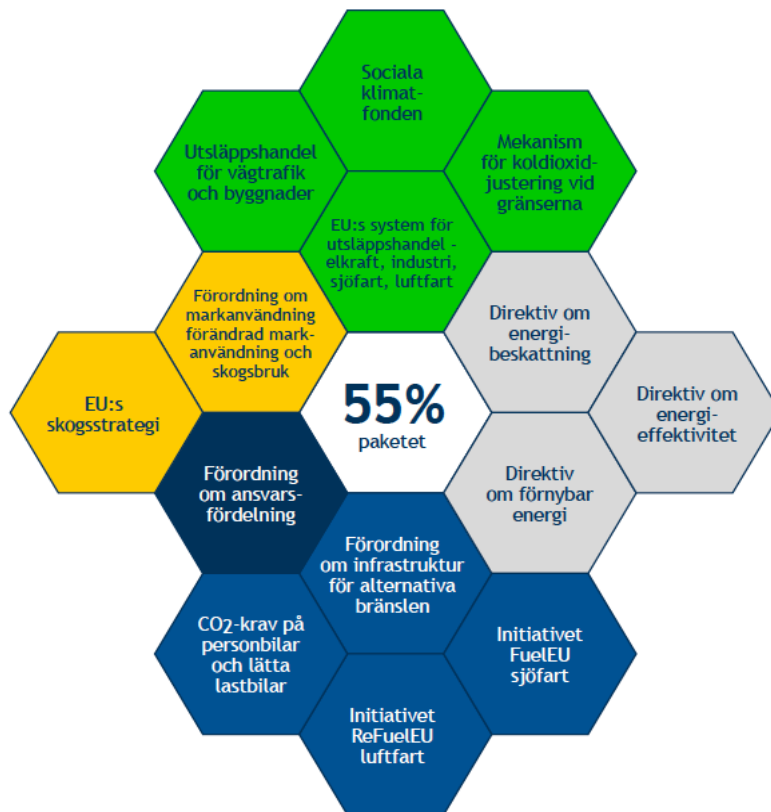 Sociala
klimat-
fonden
Utsläppshandel
för vägtrafik
och byggnader
Mekanism
för koldioxid-
justering vid
gränserna
EU:s system för
utsläppshandel -
elkraft, industri,
sjöfart, luftfart
Förordning om
markanvändning
förändrad mark-
användning och
skogsbruk
Direktiv om
energi-
beskattning
EU:s
skogsstrategi
55%
paketet
Direktiv om
energi-
effektivitet
Förordning
om ansvars-
fördelning
Direktiv
om förnybar
energi
Förordning
om infrastruktur
för alternativa
bränslen
CO2-krav på
personbilar
och lätta
lastbilar
Initiativet
FuelEU
sjöfart
Initiativet
ReFuelEU
luftfart